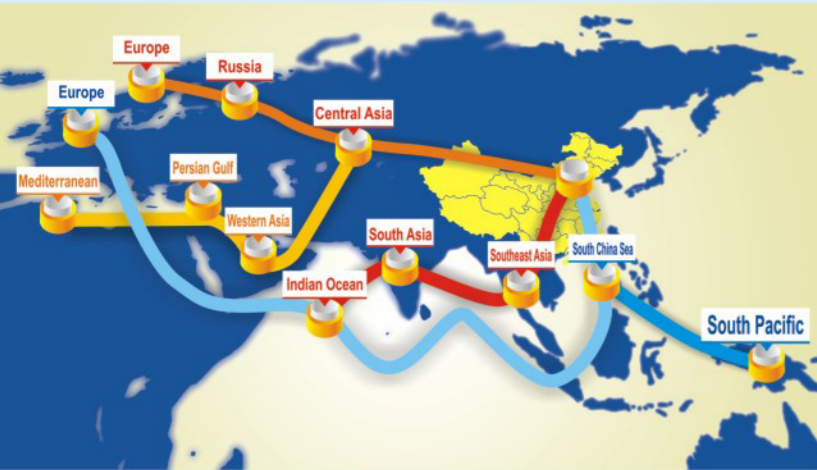 Europe
Russia
Europe
Central Asia
Persian Gulf
Mediterranean
Western Asia
South Asia
Southeast Asia
South China Sea
Indian Ocean
South Pacific